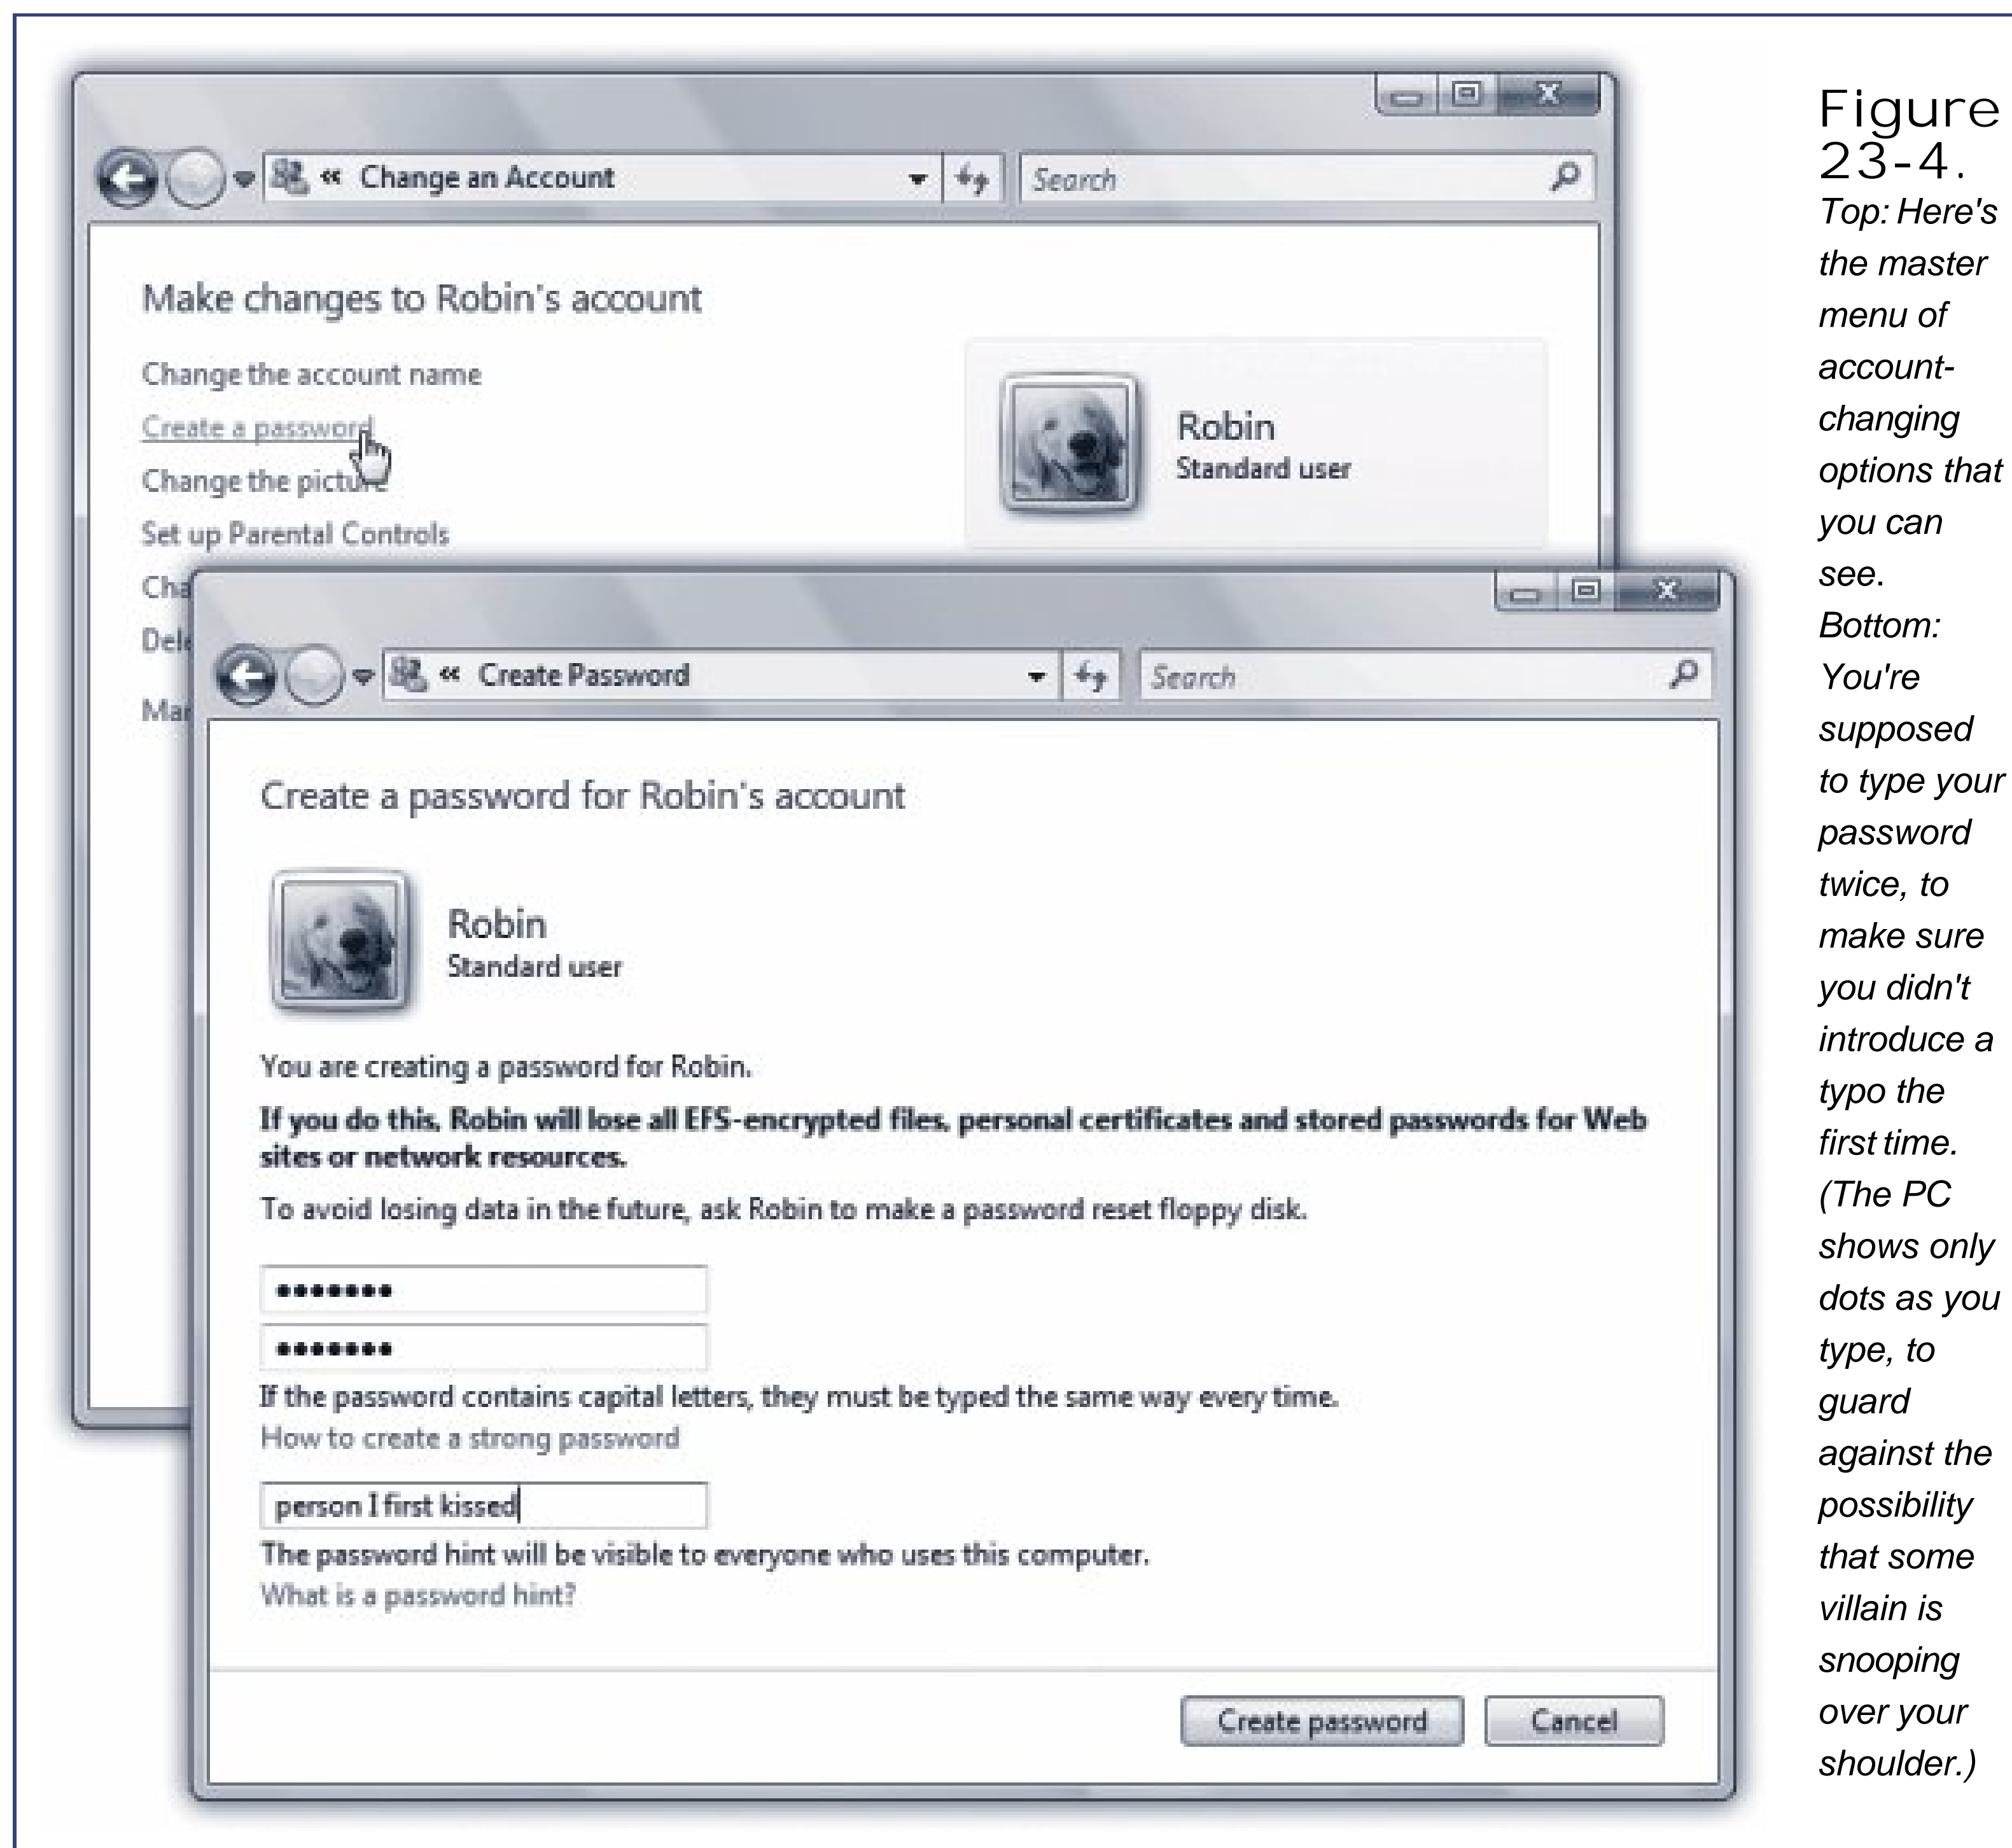 Change an Account
Search
Make changes to Robin's account
Change the account name
Create a password
Change the picture
Set up Parental Controls
Robin
Standard user
Create Password
Search
Create a password for Robin's account
Robin
Standard user
You are creating a password for Robin.
If you do this, Robin will lose all EFS-encrypted files, personal certificates and stored passwords for Web
sites or network resources.
To avoid losing data in the future, ask Robin to make a password reset floppy disk.
•••••••
•••••••
If the password contains capital letters, they must be typed the same way every time.
How to create a strong password
person I first kissed
The password hint will be visible to everyone who uses this computer.
What is a password hint?
Create password
Cancel
Figure
23-4.
Top: Here's
the master
menu of
account-
changing
options that
you can
see.
Bottom:
You're
supposed
to type your
password
twice, to
make sure
you didn't
introduce a
typo the
first time.
(The PC
shows only
dots as you
type, to
guard
against the
possibility
that some
villain is
snooping
over your
shoulder.)